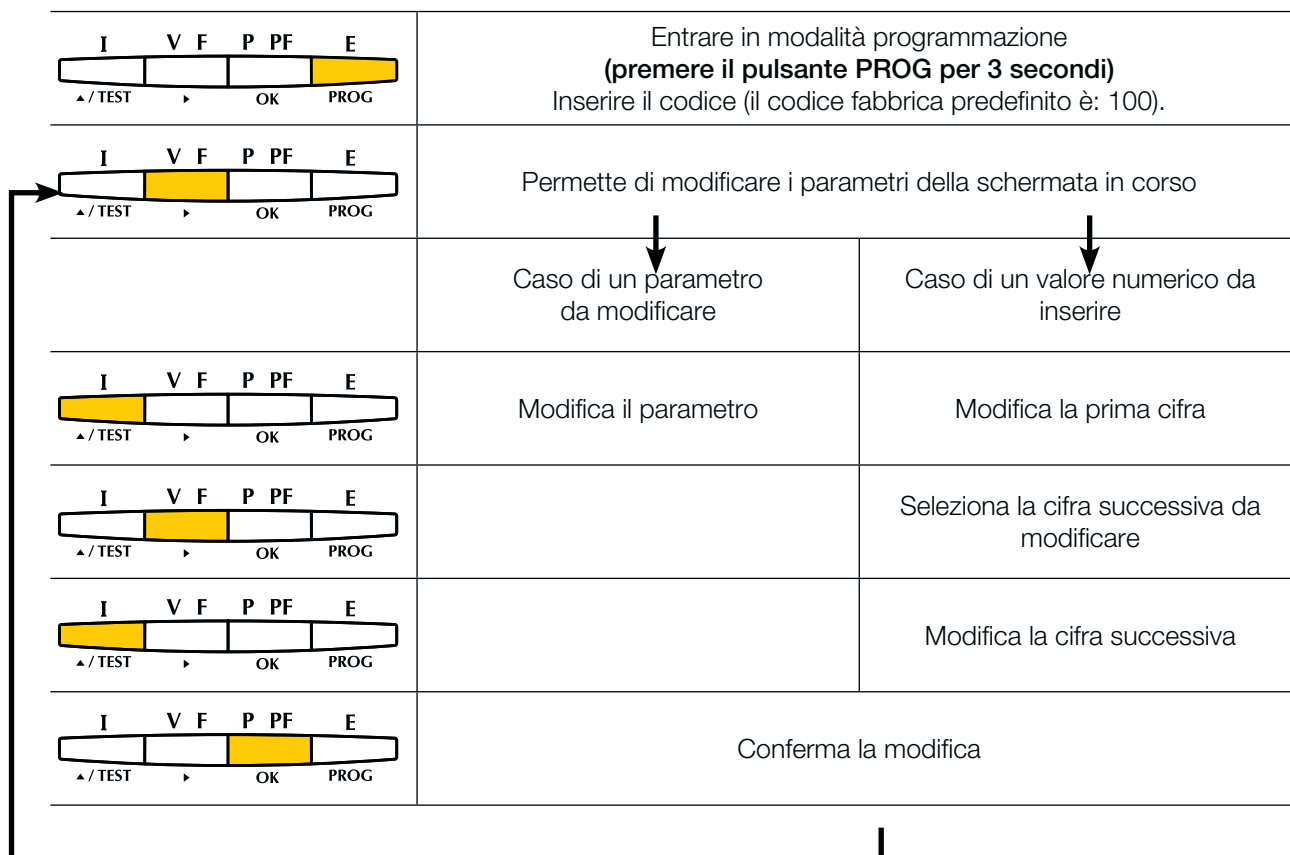 I V F P PF E
▲ / TEST ▸ OK PROG
Entrare in modalità programmazione
(premere il pulsante PROG per 3 secondi)
Inserire il codice (il codice fabbrica predefinito è: 100).
I V F P PF E
▲ / TEST ▸ OK PROG
Permette di modificare i parametri della schermata in corso
Caso di un parametro
da modificare
Caso di un valore numerico da
inserire
I V F P PF E
▲ / TEST ▸ OK PROG
Modifica il parametro
Modifica la prima cifra
I V F P PF E
▲ / TEST ▸ OK PROG
Seleziona la cifra successiva da
modificare
I V F P PF E
▲ / TEST ▸ OK PROG
Modifica la cifra successiva
I V F P PF E
▲ / TEST ▸ OK PROG
Conferma la modifica